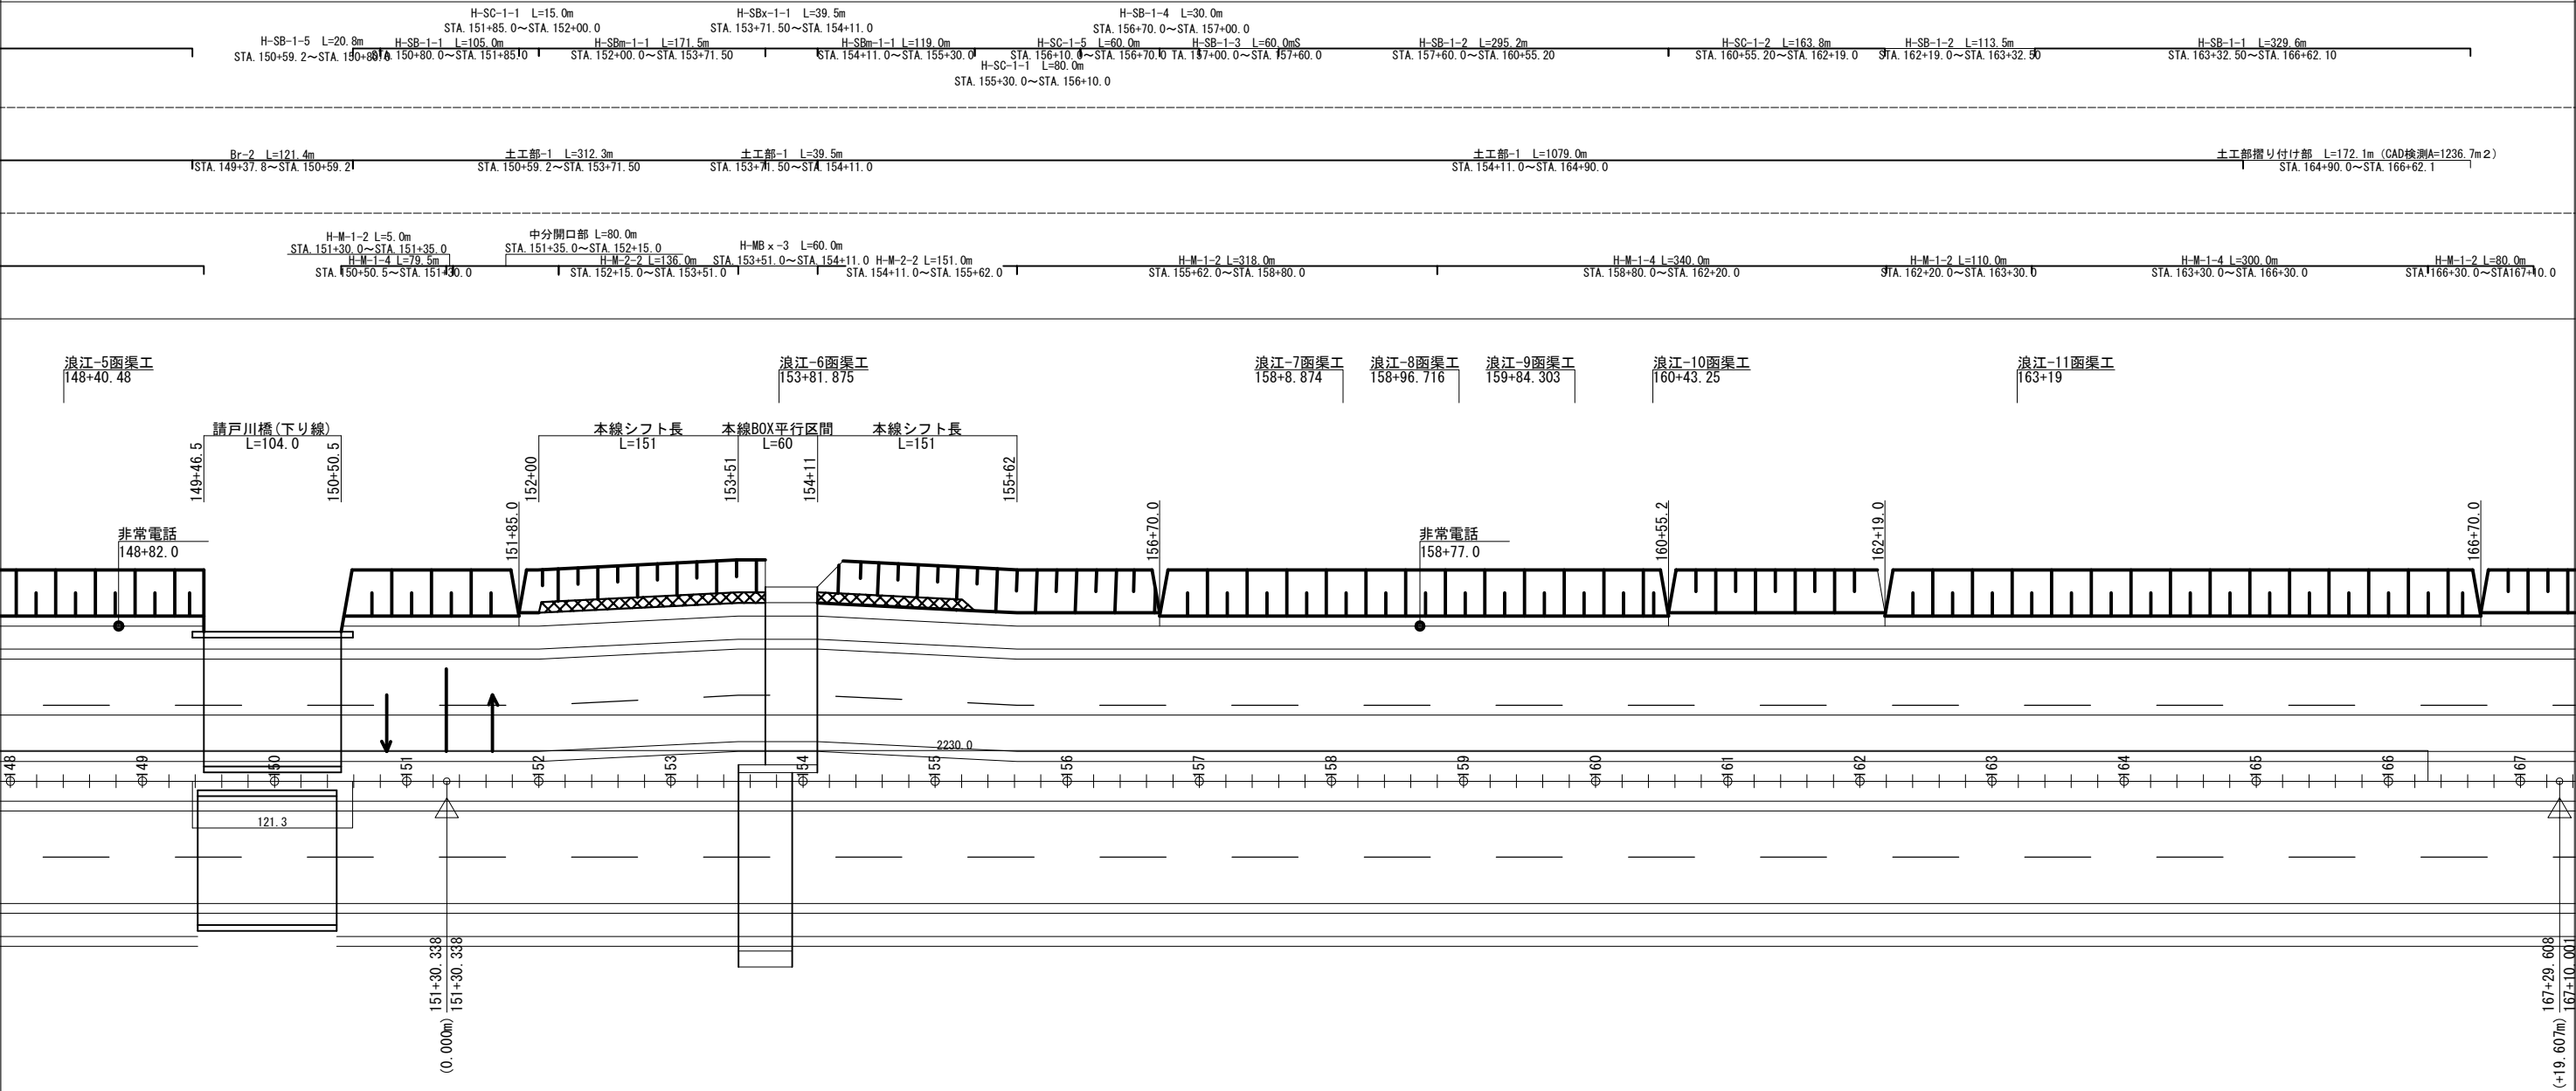 H-SC-1-1 L=15.0m
STA.151+85.0～STA.152+00.0
H-SBx-1-1 L=39.5m
STA.153+71.50～STA.154+11.0
H-SB-1-4 L=30.0m
STA.156+70.0～STA.157+00.0
H-SB-1-5 L=20.8m
STA.150+59.2～STA.150+80.0
H-SB-1-1 L=105.0m
STA.150+80.0～STA.151+85.0
H-SBm-1-1 L=171.5m
STA.152+00.0～STA.153+71.50
H-SBm-1-1 L=119.0m
STA.154+11.0～STA.155+30.0
H-SC-1-5 L=60.0m
STA.156+10.0～STA.156+70.0
H-SB-1-3 L=60.0mS
TA.157+00.0～STA.157+60.0
H-SB-1-2 L=295.2m
STA.157+60.0～STA.160+55.20
H-SC-1-2 L=163.8m
STA.160+55.20～STA.162+19.0
H-SB-1-2 L=113.5m
STA.162+19.0～STA.163+32.50
H-SB-1-1 L=329.6m
STA.163+32.50～STA.166+62.10
H-SC-1-1 L=80.0m
STA.155+30.0～STA.156+10.0
Br-2 L=121.4m
STA.149+37.8～STA.150+59.2
土工部-1 L=312.3m
STA.150+59.2～STA.153+71.50
土工部-1 L=39.5m
STA.153+71.50～STA.154+11.0
土工部-1 L=1079.0m
STA.154+11.0～STA.164+90.0
土工部摺り付け部 L=172.1m（CAD検測A=1236.7m２）
STA.164+90.0～STA.166+62.1
H-M-1-2 L=5.0m
STA.151+30.0～STA.151+35.0
H-M-1-4 L=79.5m
STA.150+50.5～STA.151+30.0
中分開口部 L=80.0m
STA.151+35.0～STA.152+15.0
H-M-2-2 L=136.0m
STA.152+15.0～STA.153+51.0
H-MBｘ-3 L=60.0m
STA.153+51.0～STA.154+11.0
H-M-2-2 L=151.0m
STA.154+11.0～STA.155+62.0
H-M-1-2 L=318.0m
STA.155+62.0～STA.158+80.0
H-M-1-4 L=340.0m
STA.158+80.0～STA.162+20.0
H-M-1-2 L=110.0m
STA.162+20.0～STA.163+30.0
H-M-1-4 L=300.0m
STA.163+30.0～STA.166+30.0
H-M-1-2 L=80.0m
STA.166+30.0～STA167+10.0
浪江-5函渠工
148+40.48
浪江-6函渠工
153+81.875
浪江-7函渠工
158+8.874
浪江-8函渠工
158+96.716
浪江-9函渠工
159+84.303
浪江-10函渠工
160+43.25
浪江-11函渠工
163+19
請戸川橋(下り線)
L=104.0
本線シフト長
L=151
本線BOX平行区間
L=60
本線シフト長
L=151
149+46.5
150+50.5
152+00
153+51
154+11
155+62
151+85.0
156+70.0
160+55.2
162+19.0
166+70.0
非常電話
148+82.0
非常電話
158+77.0
2230.0
148
149
150
151
152
153
154
155
156
157
158
159
160
161
162
163
164
165
166
167
121.3
151+30.338
151+30.338
(0.000m)
167+29.608
167+10.001
(+19.607m)